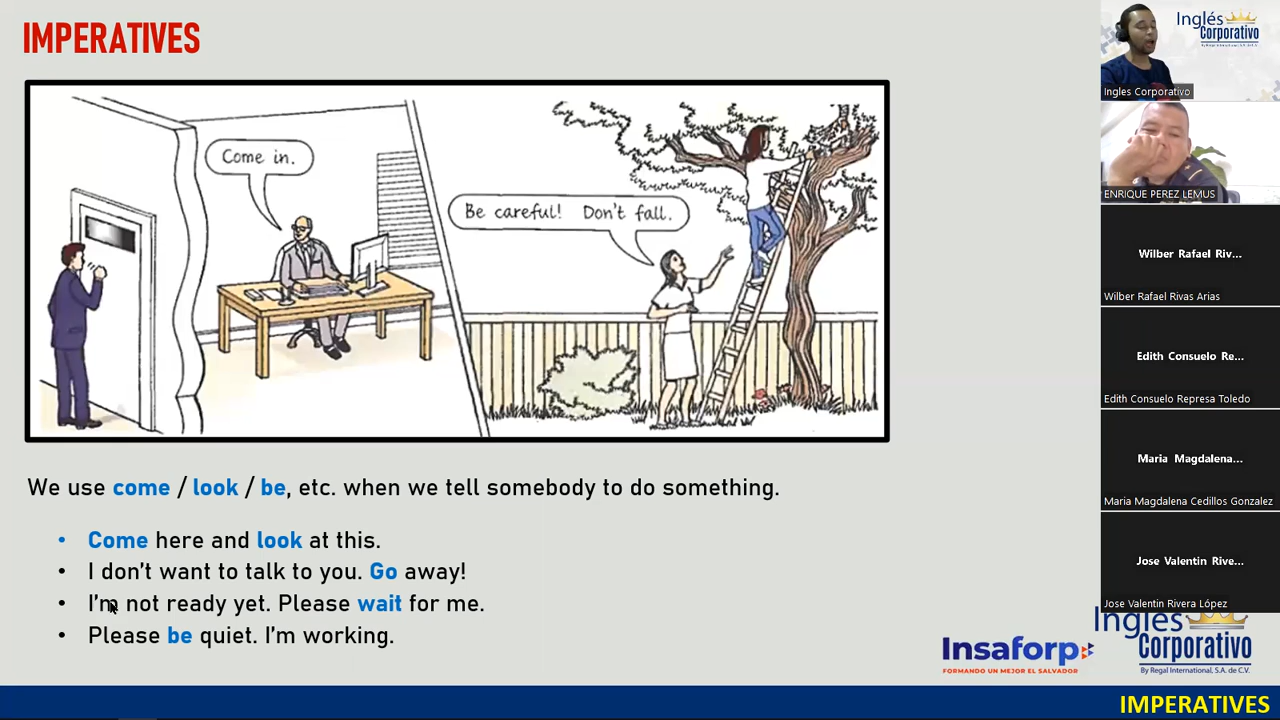 IMPERATIVES
Come in.
Be careful! Don't fall.
We use come / look / be, etc. when we tell somebody to do something.
• Come here and look at this.
• I don't want to talk to you. Go away!
• I'm not ready yet. Please wait for me.
• Please be quiet. I'm working.
Insaforp
FORMANDO UN MEJOR EL SALVADOR
Inglés
Corporativo
By Regal International, S.A. de C.V.
IMPERATIVES
Inglés
Corporativo
By Regal International, S.A. de C.V.
Ingles Corporativo
ENRIQUE PEREZ LEMUS
Wilber Rafael Riv...
Wilber Rafael Rivas Arias
Edith Consuelo Re...
Edith Consuelo Represa Toledo
Maria Magdalena...
Maria Magdalena Cedillos Gonzalez
Jose Valentin Rive...
Jose Valentin Rivera López